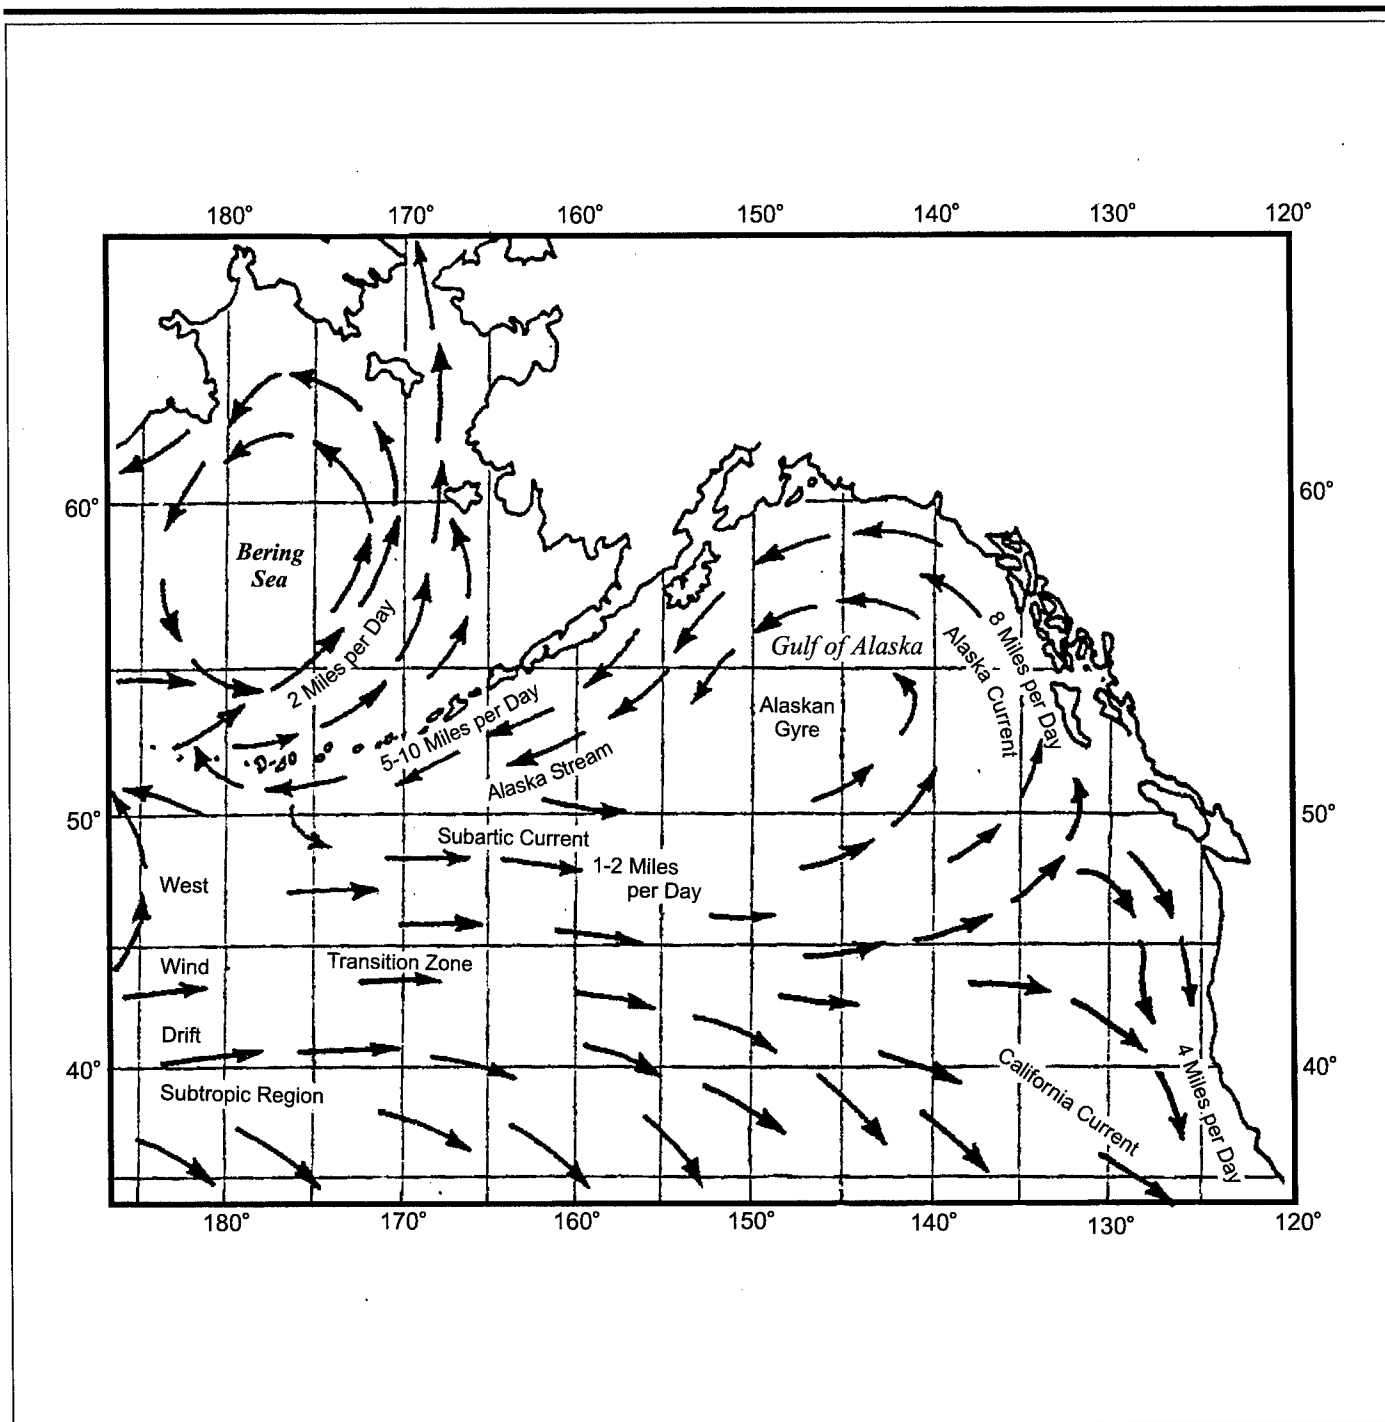 180° 170° 160° 150° 140° 130° 120°
60° 60°
Bering
Sea
2 Miles per Day
8 Miles per Day
Alaska Current
Gulf of Alaska
Alaskan
Gyre
5-10 Miles per Day
Alaska Stream
50° 50°
Subartic Current
1-2 Miles
per Day
West
Wind
Transition Zone
Drift
40° 40°
California Current
4 Miles per Day
Subtropic Region
180° 170° 160° 150° 140° 130° 120°